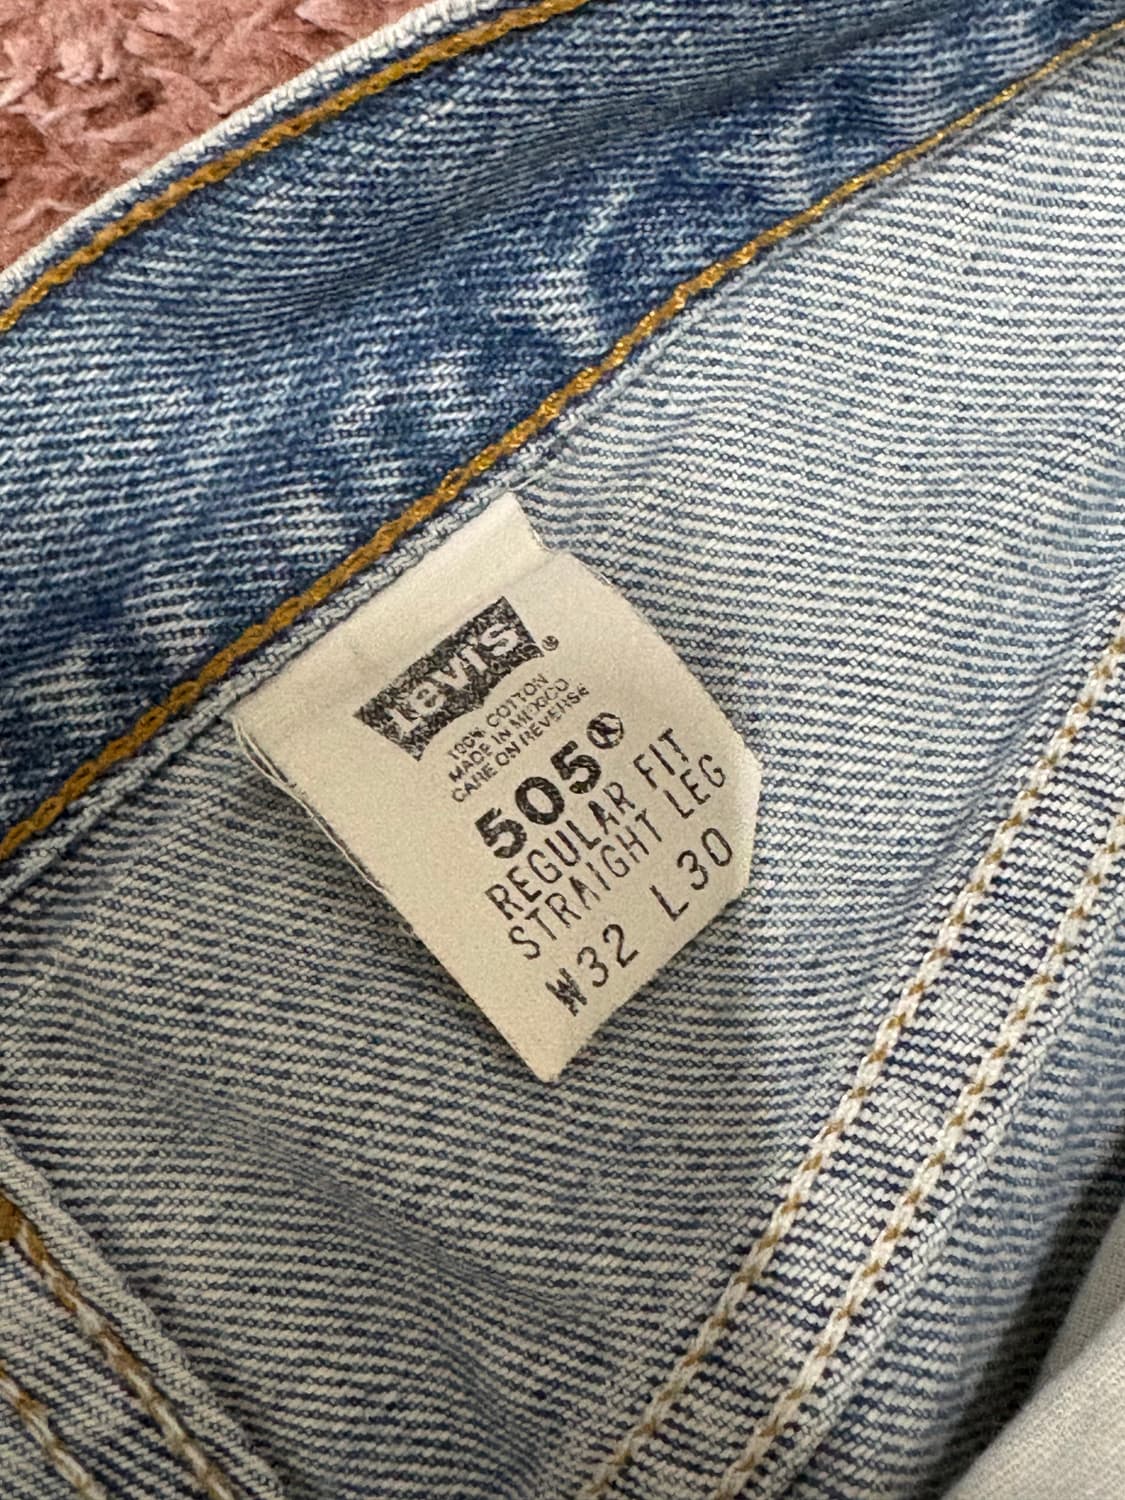 Levi's®
100% COTTON
MADE IN MEXICO
CARE ON REVERSE
505®
REGULAR FIT
STRAIGHT LEG
W32 L30